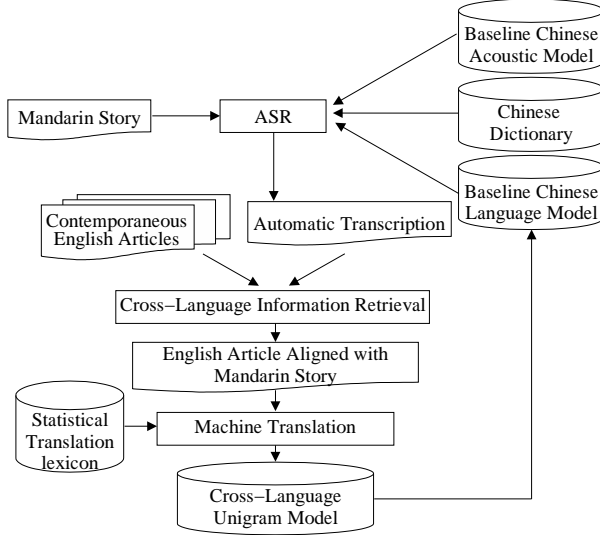 Baseline Chinese
Acoustic Model
Mandarin Story
ASR
Chinese
Dictionary
Baseline Chinese
Language Model
Contemporaneous
English Articles
Automatic Transcription
Cross−Language Information Retrieval
English Article Aligned with
Mandarin Story
Statistical
Translation
lexicon
Machine Translation
Cross−Language
Unigram Model